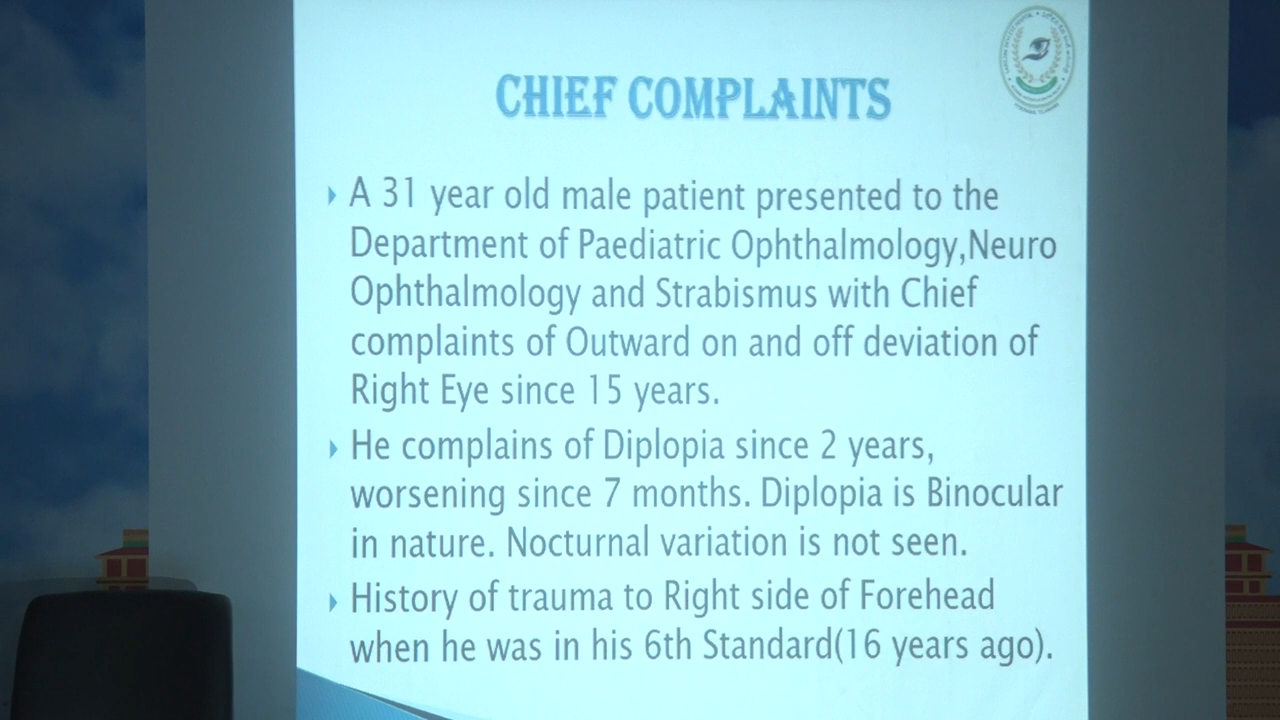 CHIEF COMPLAINTS
A 31 year old male patient presented to the
Department of Paediatric Ophthalmology,Neuro
Ophthalmology and Strabismus with Chief
complaints of Outward on and off deviation of
Right Eye since 15 years.
He complains of Diplopia since 2 years,
worsening since 7 months. Diplopia is Binocular
in nature. Nocturnal variation is not seen.
History of trauma to Right side of Forehead
when he was in his 6th Standard(16 years ago).